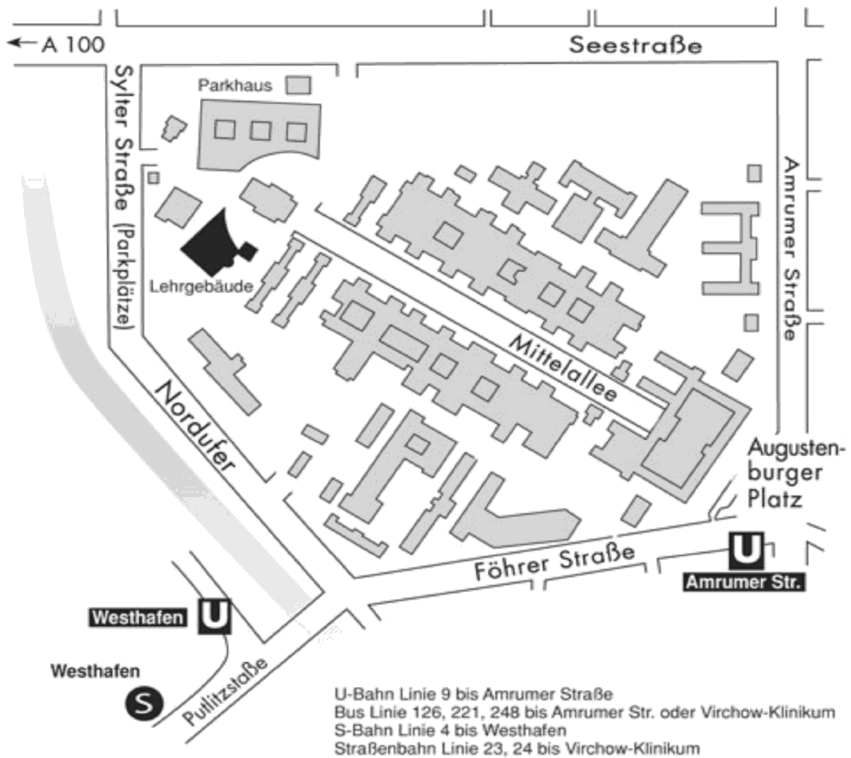 A 100
Seestraße
Parkhaus
Sylter Straße (Parkplätze)
Amrumer Straße
Lehrgebäude
Mittelallee
Nordufer
Augusten-
burger
Platz
U
Föhrer Straße
Amrumer Str.
Westhafen
U
Westhafen
S
Putlitzstaße
U-Bahn Linie 9 bis Amrumer Straße
Bus Linie 126, 221, 248 bis Amrumer Str. oder Virchow-Klinikum
S-Bahn Linie 4 bis Westhafen
Straßenbahn Linie 23, 24 bis Virchow-Klinikum